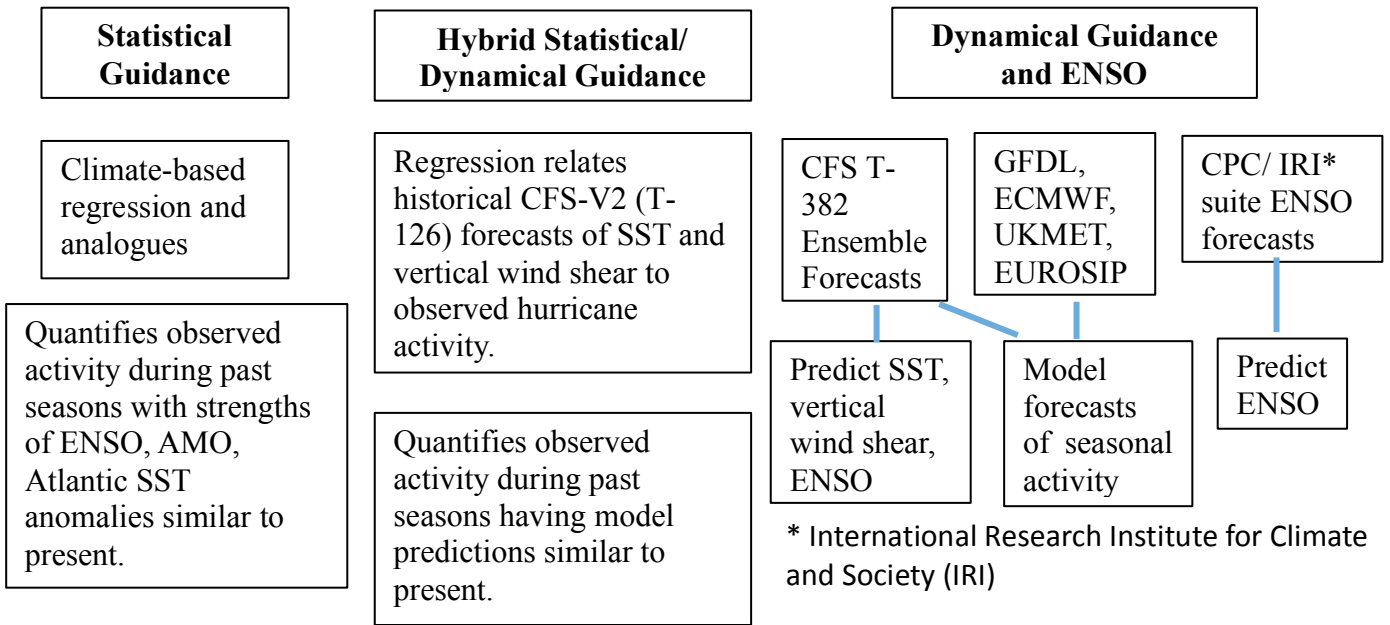 Statistical
Guidance
Climate-based
regression and
analogues
Quantifies observed
activity during past
seasons with strengths
of ENSO, AMO,
Atlantic SST
anomalies similar to
present.
Hybrid Statistical/
Dynamical Guidance
Regression relates
historical CFS-V2 (T-
126) forecasts of SST and
vertical wind shear to
observed hurricane
activity.
Quantifies observed
activity during past
seasons having model
predictions similar to
present.
Dynamical Guidance
and ENSO
CFS T-
382
Ensemble
Forecasts
GFDL,
ECMWF,
UKMET,
EUROSIP
CPC/ IRI*
suite ENSO
forecasts
Predict SST,
vertical
wind shear,
ENSO
Model
forecasts
of seasonal
activity
Predict
ENSO
* International Research Institute for Climate
and Society (IRI)